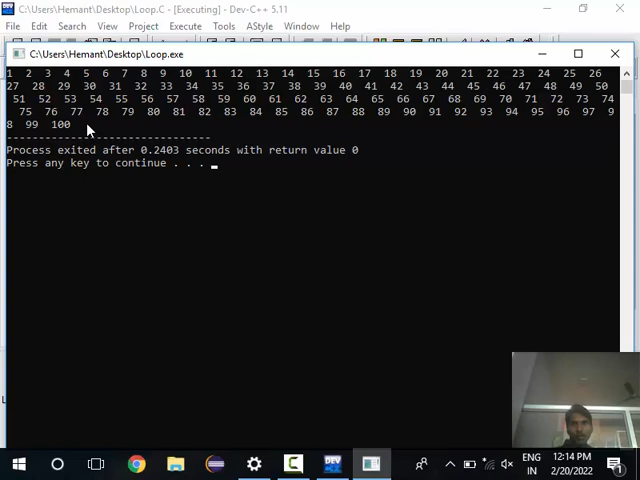 C:\Users\Hemant\Desktop\Loop.C - [Executing] - Dev-C++ 5.11
File Edit Search View Project Execute Tools AStyle Window Help
C:\Users\Hemant\Desktop\Loop.exe
1 2 3 4 5 6 7 8 9 10 11 12 13 14 15 16 17 18 19 20 21 22 23 24 25 26
27 28 29 30 31 32 33 34 35 36 37 38 39 40 41 42 43 44 45 46 47 48 49 50
51 52 53 54 55 56 57 58 59 60 61 62 63 64 65 66 67 68 69 70 71 72 73 74
75 76 77 78 79 80 81 82 83 84 85 86 87 88 89 90 91 92 93 94 95 96 97 9
8 99 100
--------------------------------
Process exited after 0.2403 seconds with return value 0
Press any key to continue . . . _
ENG 12:14 PM
IN 2/20/2022